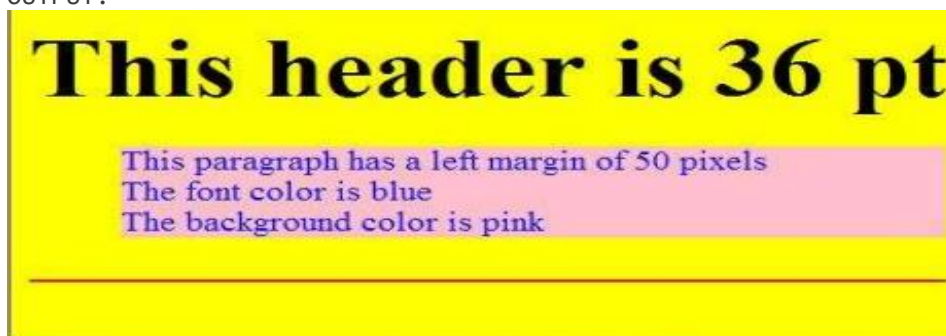 This header is 36 pt
This paragraph has a left margin of 50 pixels
The font color is blue
The background color is pink